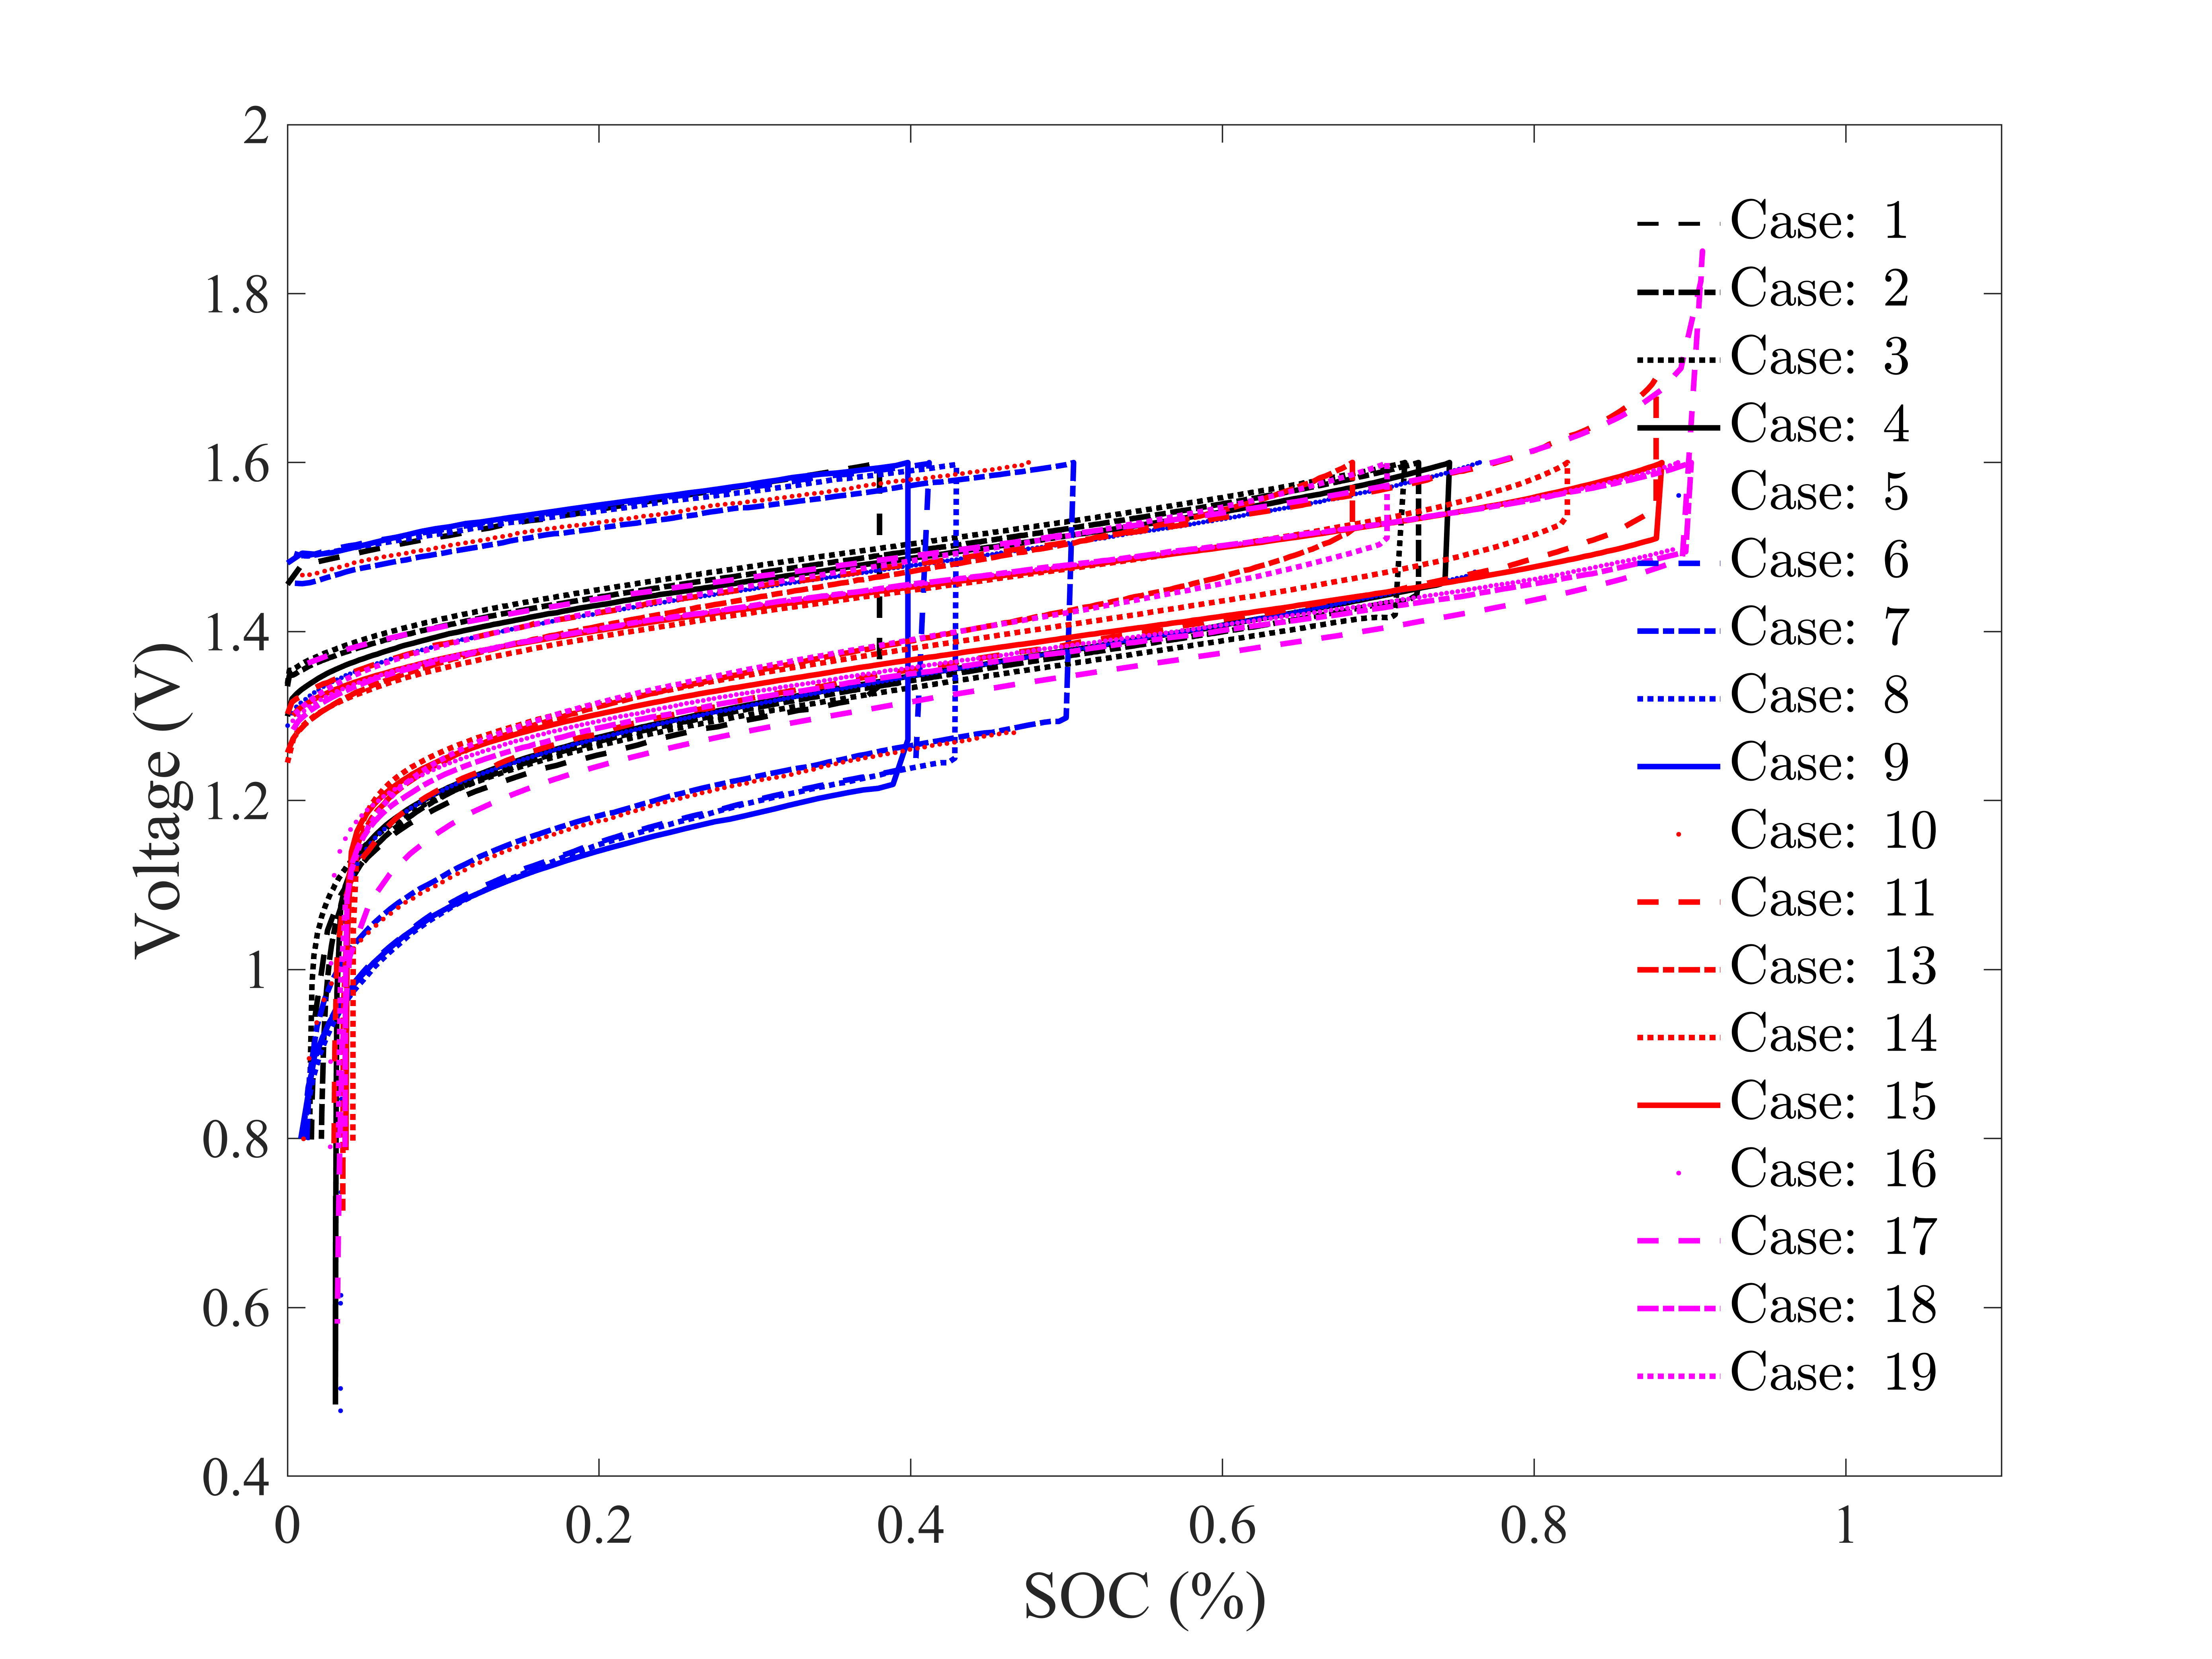 2
1.8
1.6
1.4
1.2
1
0.8
0.6
0.4
Voltage (V)
0
0.2
0.4
0.6
0.8
1
SOC (%)
Case: 1
Case: 2
Case: 3
Case: 4
Case: 5
Case: 6
Case: 7
Case: 8
Case: 9
Case: 10
Case: 11
Case: 13
Case: 14
Case: 15
Case: 16
Case: 17
Case: 18
Case: 19